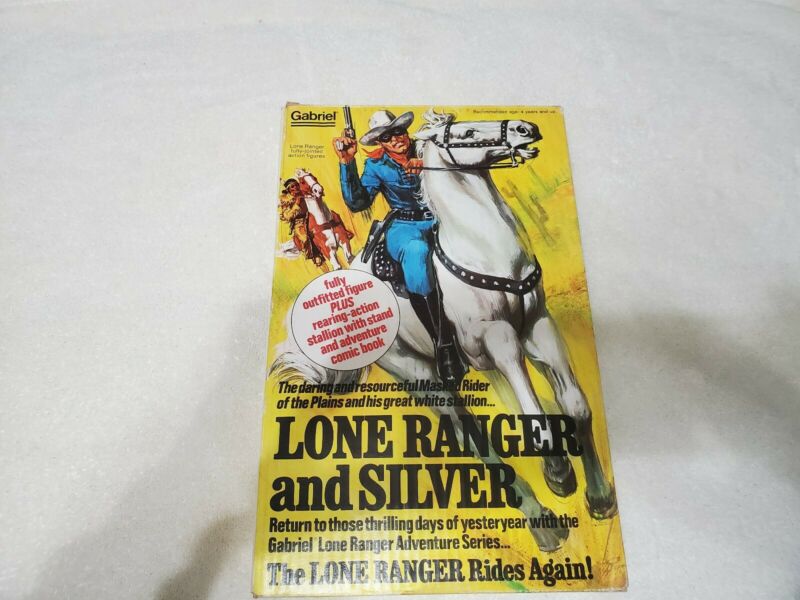 Gabriel
Recommended age: 4 years and up
Lone Ranger
fully-jointed
action figures
fully
outfitted figure
PLUS
rearing-action
stallion with stand
and adventure
comic book
The daring and resourceful Masked Rider
of the Plains and his great white stallion...
LONE RANGER
and SILVER
Return to those thrilling days of yesteryear with the
Gabriel Lone Ranger Adventure Series...
The LONE RANGER Rides Again!